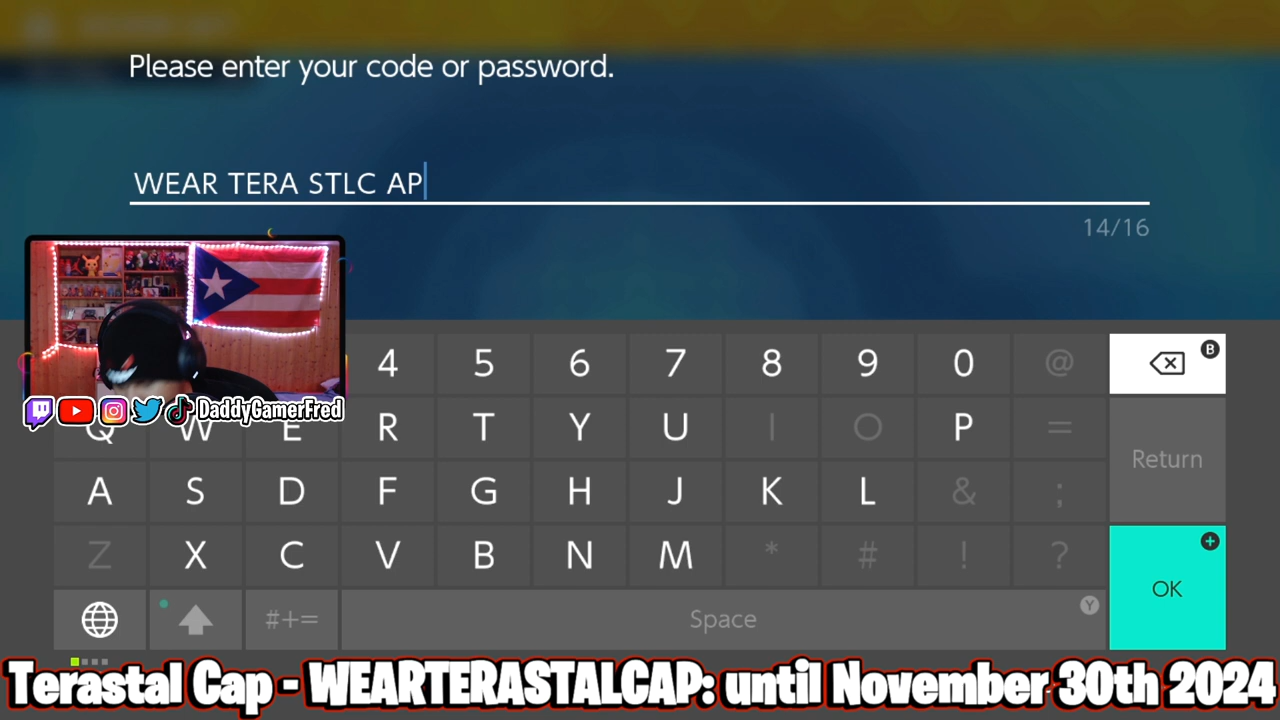 Please enter your code or password.
WEAR TERA STLC AP
14/16
DaddyGamerFred
4 5 6 7 8 9 0 @ B
Q W E R T Y U I O P =
Return
A S D F G H J K L & ;
Z X C V B N M * # ! ?
OK +
#+= Space Y
Terastal Cap - WEARTERASTALCAP: until November 30th 2024